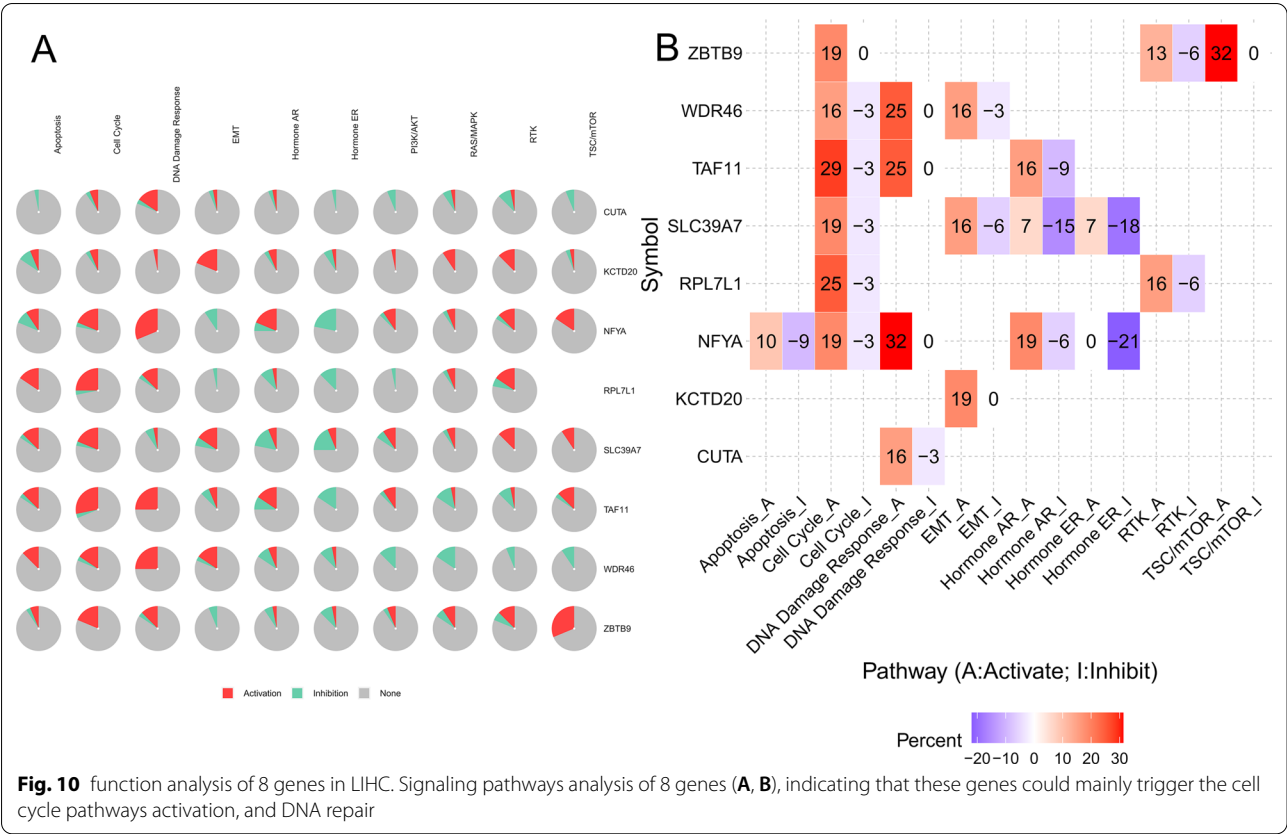 A
Apoptosis
Cell Cycle
DNA Damage Response
EMT
Hormone AR
Hormone ER
PI3K/AKT
RAS/MAPK
RTK
TSC/mTOR
CUTA
KCTD20
NFYA
RPL7L1
SLC39A7
TAF11
WDR46
ZBTB9
Activation Inhibition None
B
Symbol
ZBTB9 19 0 13 −6 32 0
WDR46 16 −3 25 0 16 −3
TAF11 29 −3 25 0 16 −9
SLC39A7 19 −3 16 −6 7 −15 7 −18
RPL7L1 25 −3 16 −6
NFYA 10 −9 19 −3 32 0 19 −6 0 −21
KCTD20 19 0
CUTA 16 −3
Apoptosis_A
Apoptosis_I
Cell Cycle_A
Cell Cycle_I
DNA Damage Response_A
DNA Damage Response_I
EMT_A
EMT_I
Hormone AR_A
Hormone AR_I
Hormone ER_A
Hormone ER_I
RTK_A
RTK_I
TSC/mTOR_A
TSC/mTOR_I
Pathway (A:Activate; I:Inhibit)
Percent
−20 −10 0 10 20 30
Fig. 10 function analysis of 8 genes in LIHC. Signaling pathways analysis of 8 genes (A, B), indicating that these genes could mainly trigger the cell
cycle pathways activation, and DNA repair